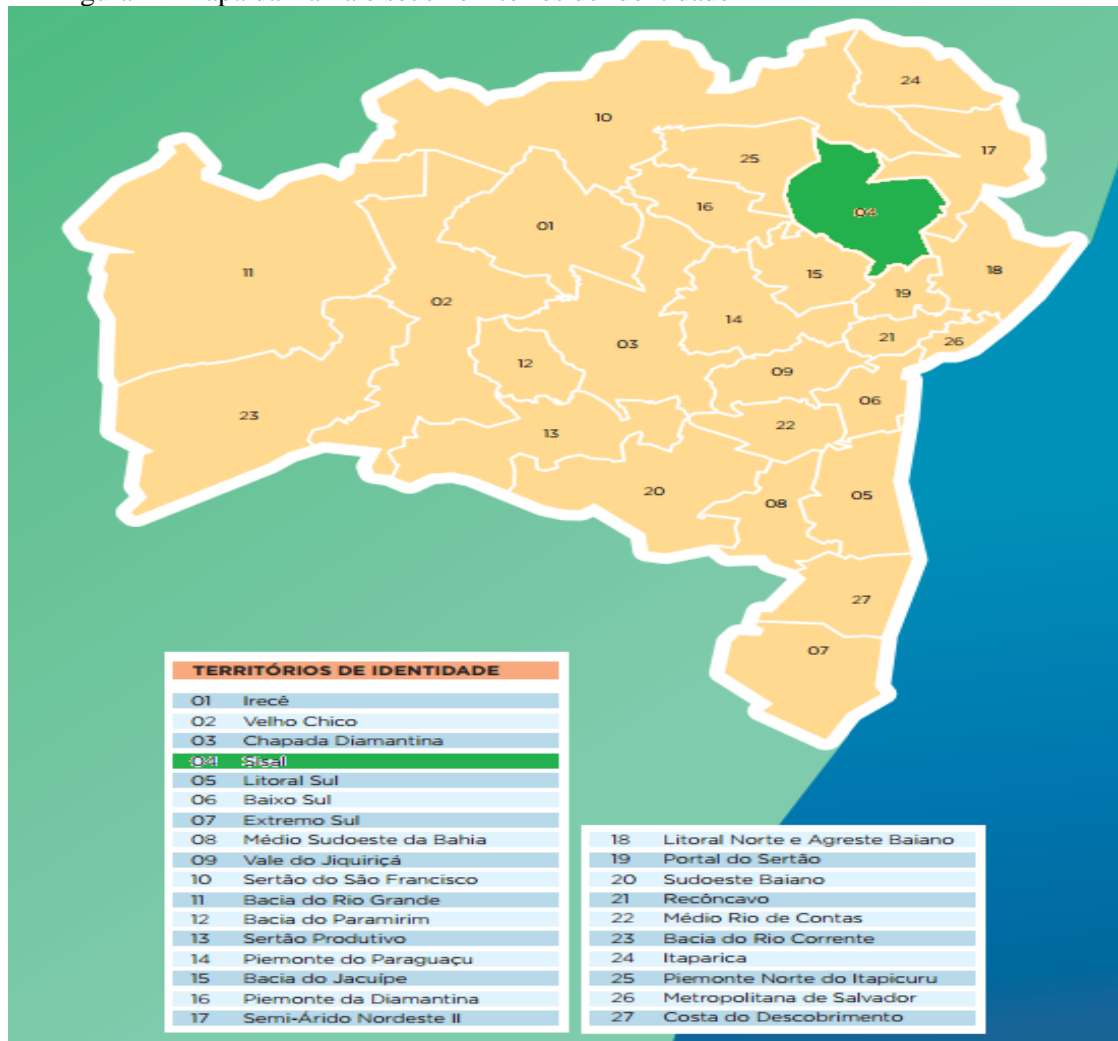 24
10
17
25
16
04
01
11
15
18
02
19
14
21
26
03
12
09
06
23
22
13
20
05
08
27
07
TERRITÓRIOS DE IDENTIDADE
01 Irecê
02 Velho Chico
03 Chapada Diamantina
04 Sisal
05 Litoral Sul
06 Baixo Sul
07 Extremo Sul
08 Médio Sudoeste da Bahia
09 Vale do Jiquiriçá
10 Sertão do São Francisco
11 Bacia do Rio Grande
12 Bacia do Paramirim
13 Sertão Produtivo
14 Piemonte do Paraguaçu
15 Bacia do Jacuípe
16 Piemonte da Diamantina
17 Semi-Árido Nordeste II
18 Litoral Norte e Agreste Baiano
19 Portal do Sertão
20 Sudoeste Baiano
21 Recôncavo
22 Médio Rio de Contas
23 Bacia do Rio Corrente
24 Itaparica
25 Piemonte Norte do Itapicuru
26 Metropolitana de Salvador
27 Costa do Descobrimento